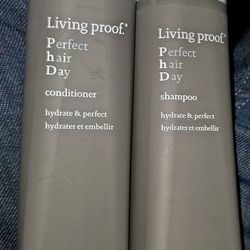 Living proof.®
Perfect
hair
Day
conditioner
hydrate & perfect
hydrater et embellir
Living proof.®
Perfect
hair
Day
shampoo
hydrate & perfect
hydrater et embellir